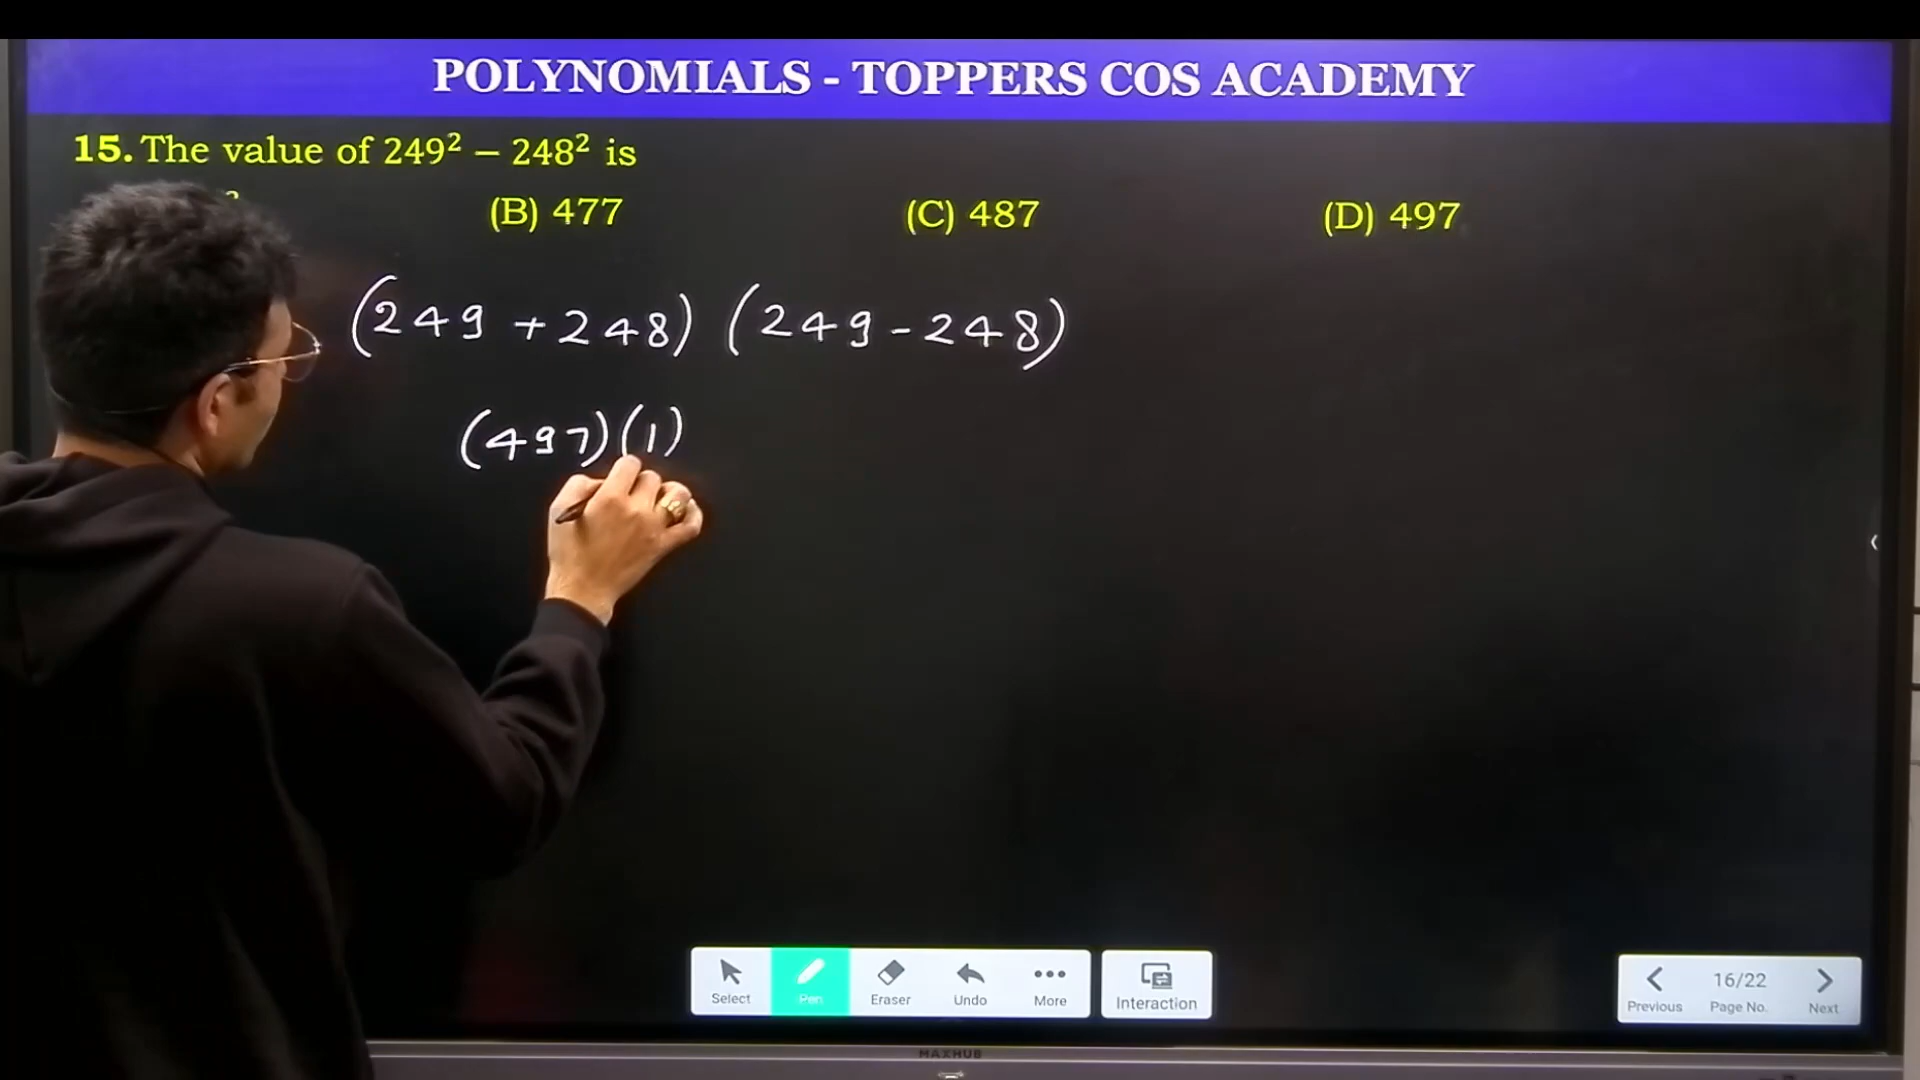 POLYNOMIALS - TOPPERS COS ACADEMY
15. The value of 249² – 248² is
2
(B) 477
(C) 487
(D) 497
(249 + 248) (249 - 248)
(497)(1)
Select
Pen
Eraser
Undo
More
Interaction
16/22
Previous
Page No.
Next
MAXHUB